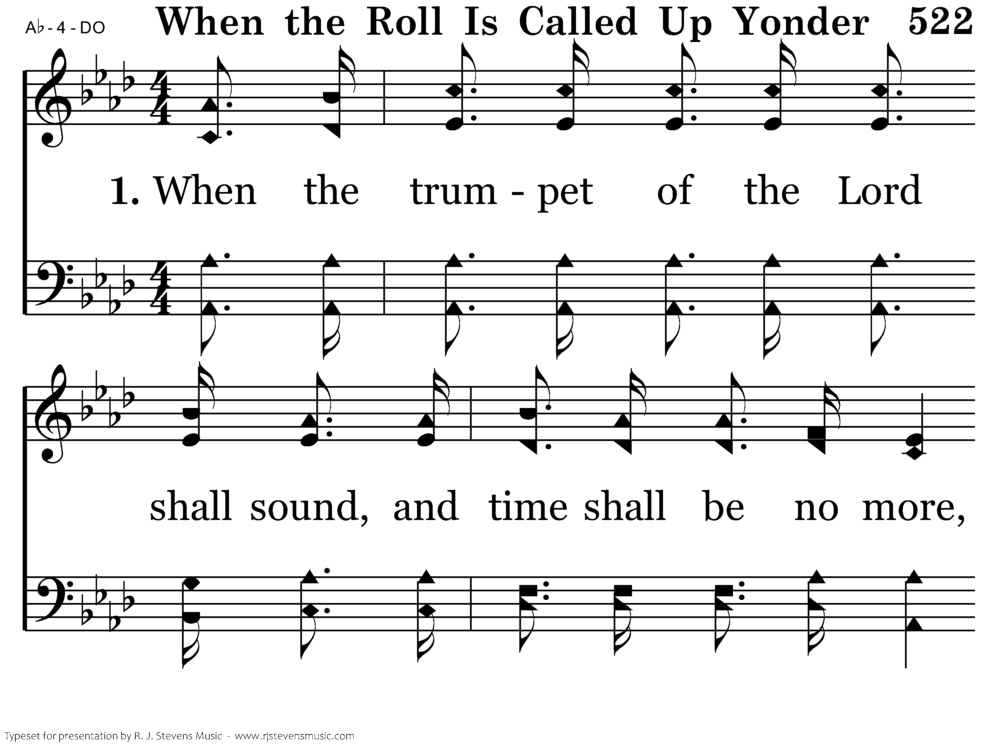 A♭ - 4 - DO When the Roll Is Called Up Yonder 522
1. When the trum - pet of the Lord
shall sound, and time shall be no more,
Typeset for presentation by R. J. Stevens Music - www.rjstevensmusic.com